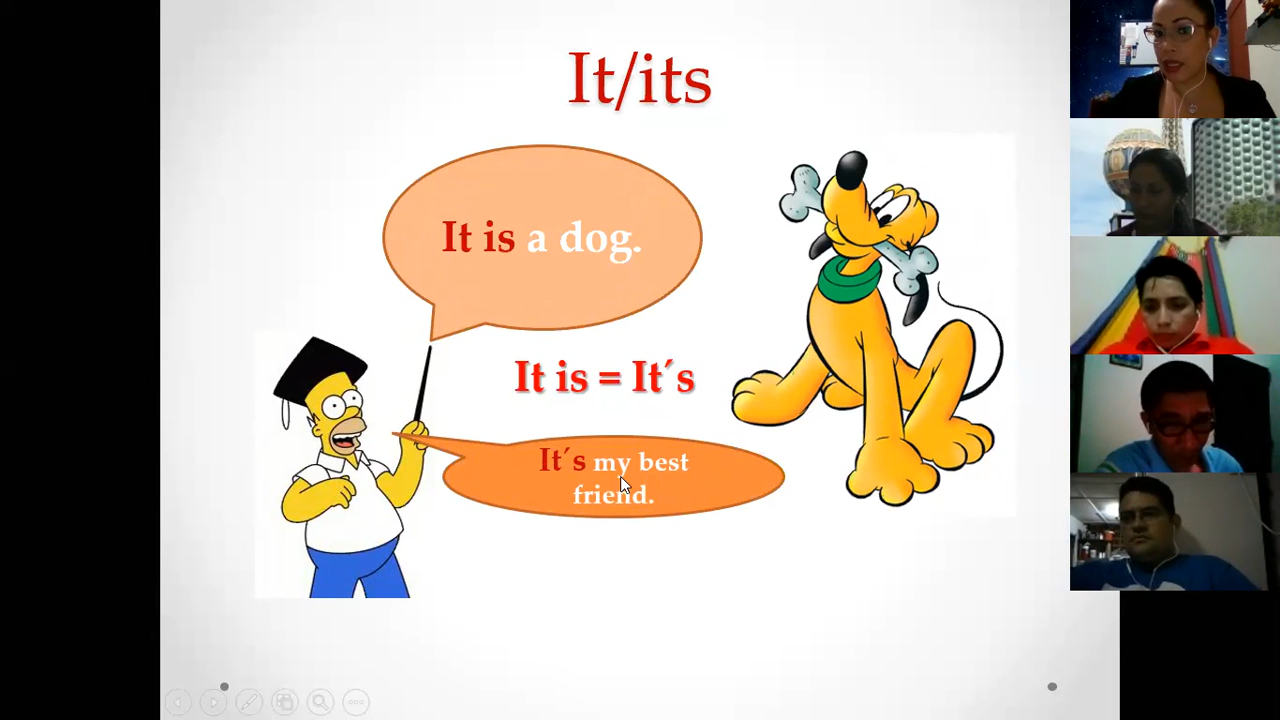 It/its
It is a dog.
It is = It´s
It´s my best
friend.